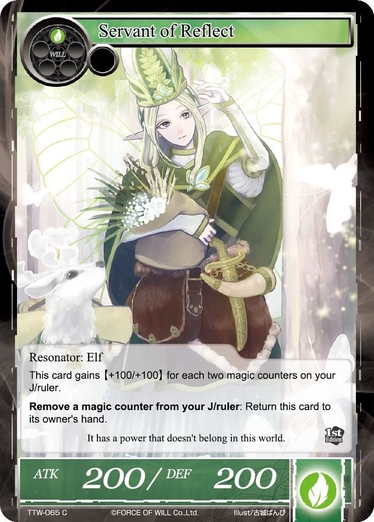 Servant of Reflect
WILL
Resonator: Elf
This card gains 【+100/+100】 for each two magic counters on your
J/ruler.
Remove a magic counter from your J/ruler: Return this card to
its owner's hand.
1st
Edition
It has a power that doesn't belong in this world.
ATK 200/ DEF 200
TTW-065 C ©FORCE OF WILL Co.,Ltd. Illust/古城ぱんび